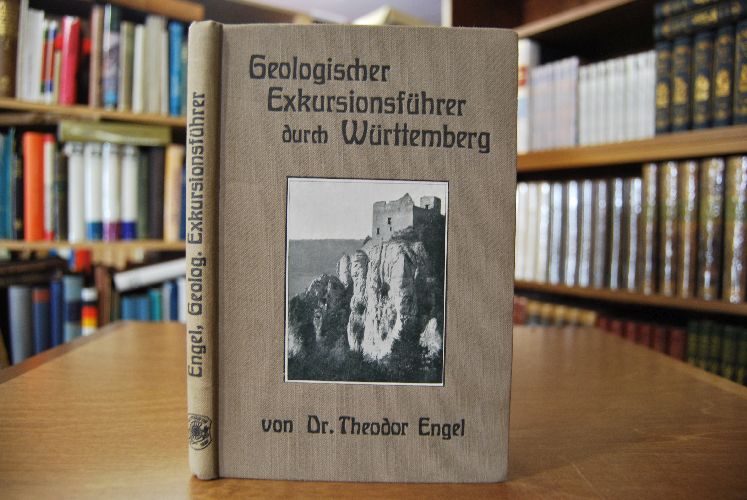 Geologischer
Exkursionsführer
durch Württemberg
von Dr. Theodor Engel
Engel, Geolog. Exkursionsführer